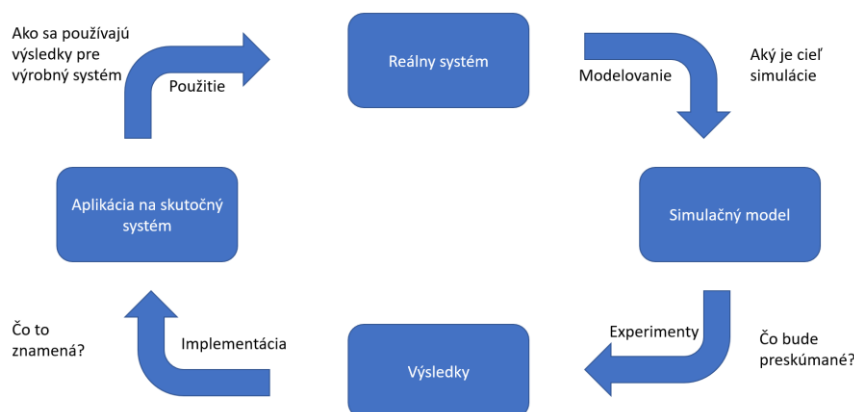 Ako sa používajú
výsledky pre
výrobný systém
Použitie
Reálny systém
Modelovanie
Aký je cieľ
simulácie
Aplikácia na skutočný
systém
Simulačný model
Čo to
znamená?
Implementácia
Výsledky
Experimenty
Čo bude
preskúmané?